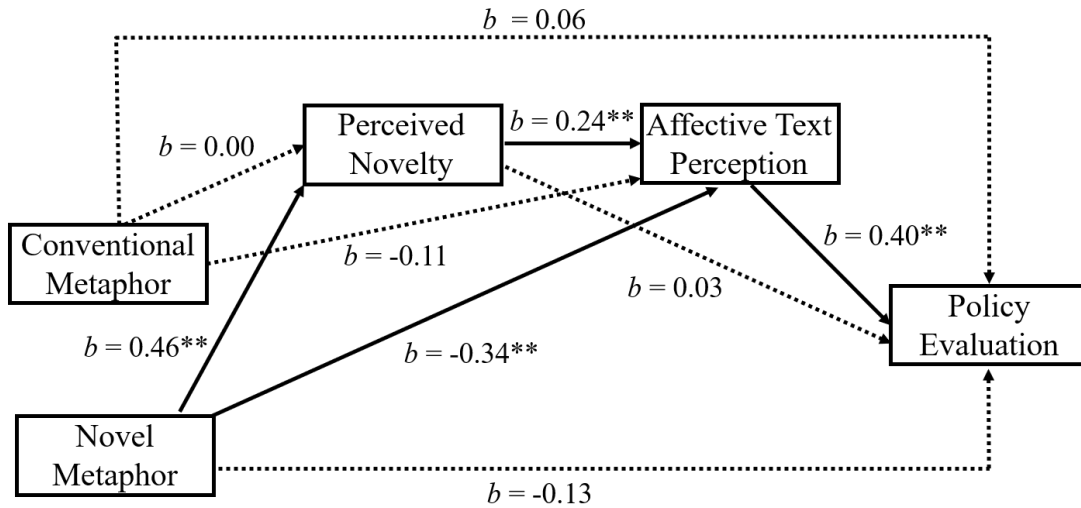 b = 0.06
Perceived
Novelty
b = 0.24**
Affective Text
Perception
b = 0.00
Conventional
Metaphor
b = -0.11
b = 0.40**
b = 0.03
Policy
Evaluation
b = 0.46**
b = -0.34**
Novel
Metaphor
b = -0.13